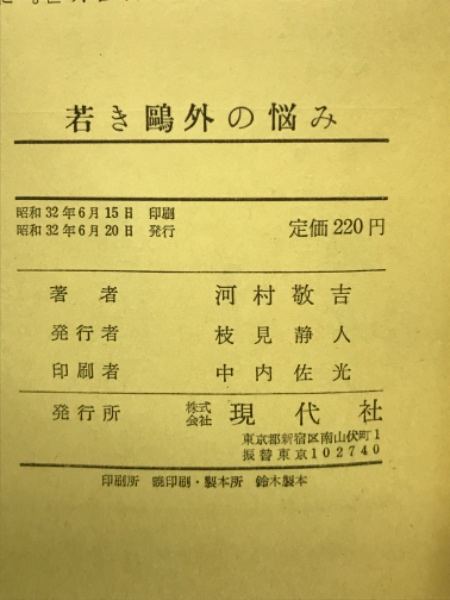 若き鷗外の悩み
昭和32年6月15日 印刷
昭和32年6月20日 発行
定価220円
著者 河村敬吉
発行者 枝見静人
印刷者 中内佐光
発行所 株式会社 現代社
東京都新宿区南山伏町1
振替東京102740
印刷所 暁印刷・製本所 鈴木製本